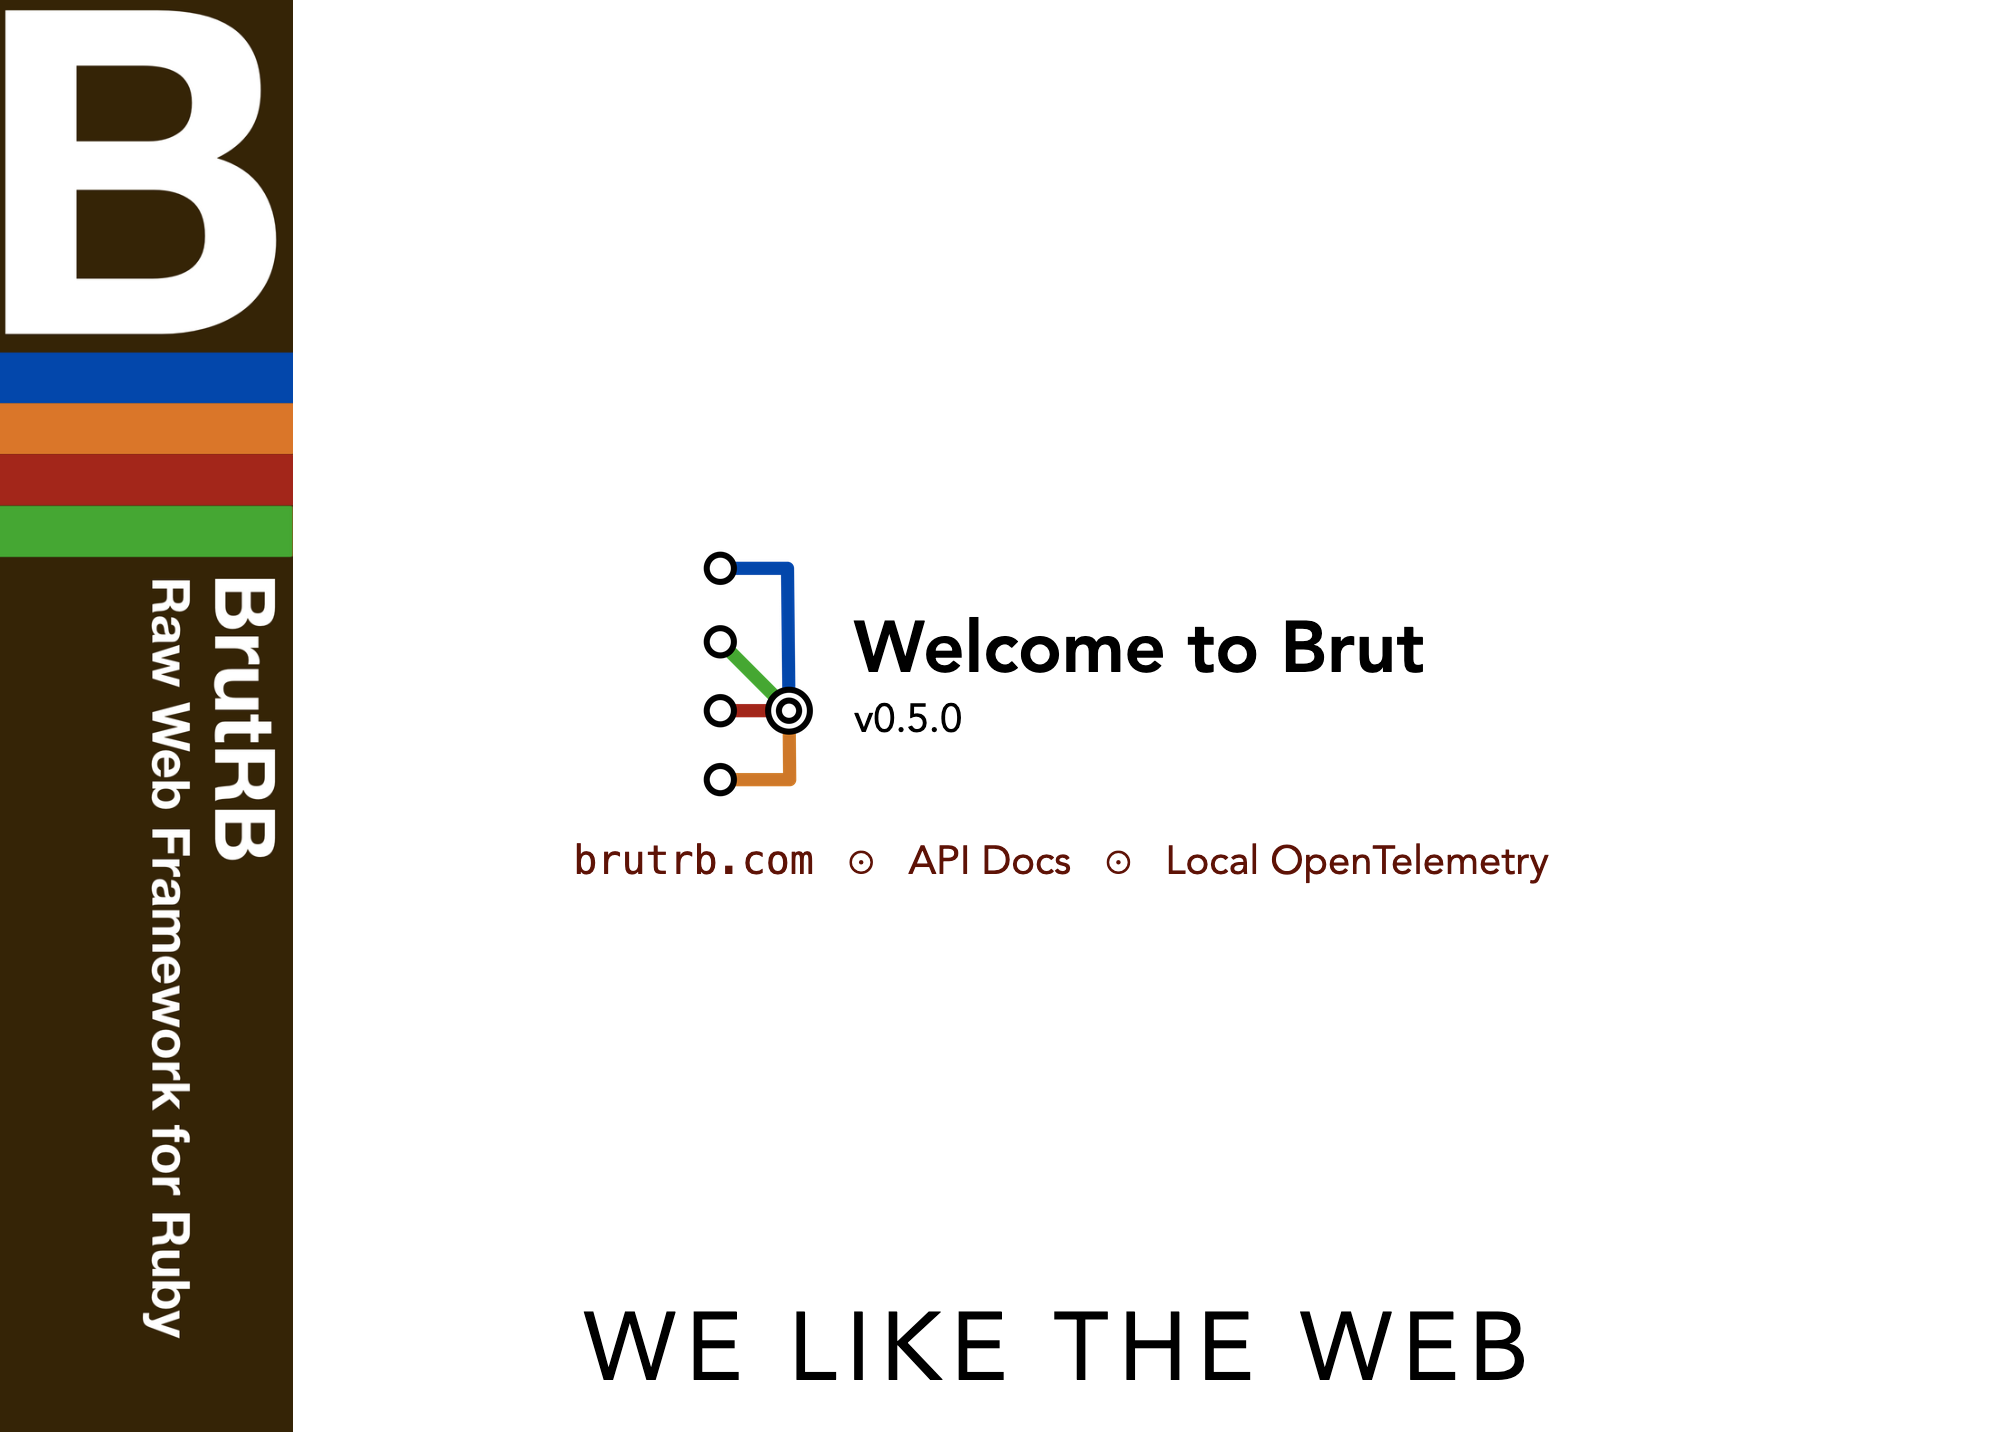 B
BrutRB
Raw Web Framework for Ruby
Welcome to Brut
v0.5.0
brutrb.com ⊙ API Docs ⊙ Local OpenTelemetry
WE LIKE THE WEB